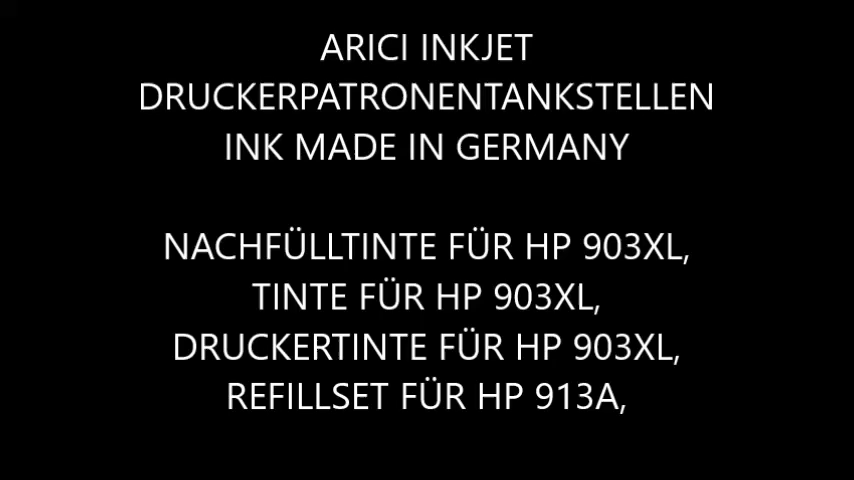 ARICI INKJET
DRUCKERPATRONENTANKSTELLEN
INK MADE IN GERMANY
NACHFÜLLTINTE FÜR HP 903XL,
TINTE FÜR HP 903XL,
DRUCKERTINTE FÜR HP 903XL,
REFILLSET FÜR HP 913A,